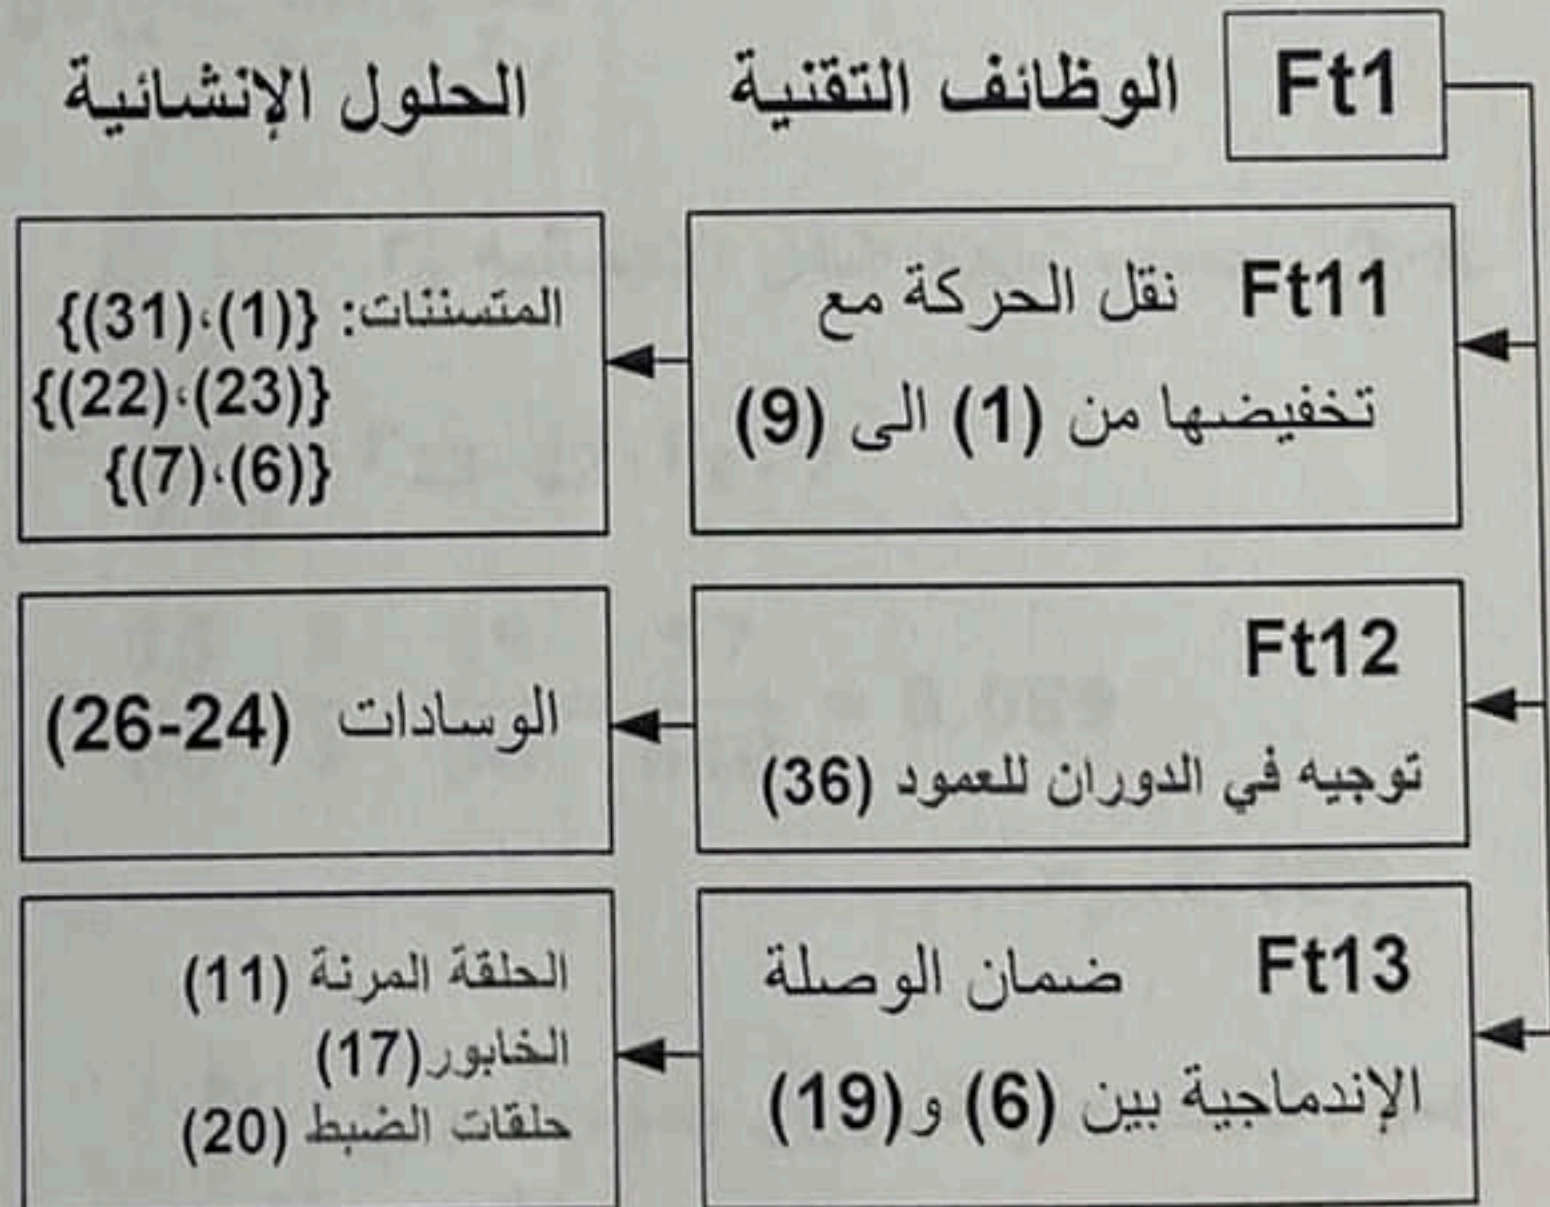 Ft1 الوظائف التقنية الحلول الإنشائية
Ft11 نقل الحركة مع
تخفيضها من (1) الى (9)
المتسننات: {(1)،(31)}
{(23)،(22)}
{(6)،(7)}
Ft12
توجيه في الدوران للعمود (36)
الوسادات (24-26)
Ft13 ضمان الوصلة
الإندماجية بين (6) و(19)
الحلقة المرنة (11)
الخابور(17)
حلقات الضبط (20)